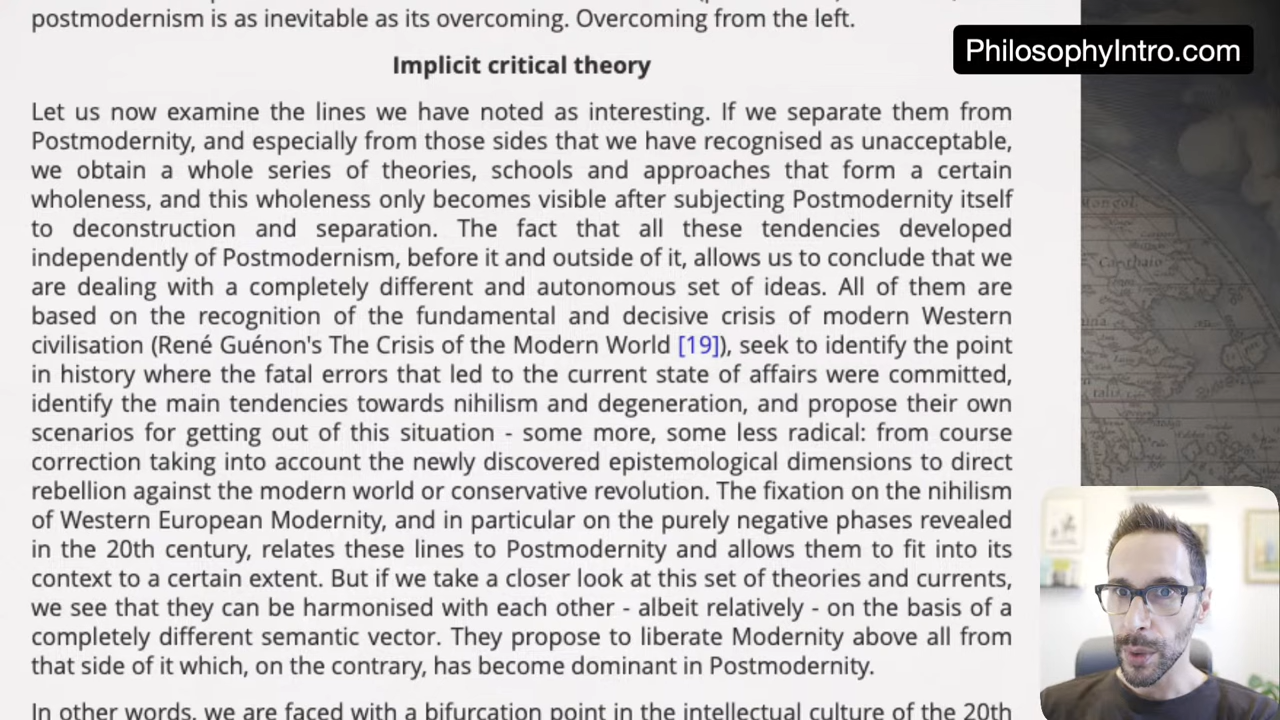 postmodernism is as inevitable as its overcoming. Overcoming from the left.
PhilosophyIntro.com
Implicit critical theory
Let us now examine the lines we have noted as interesting. If we separate them from
Postmodernity, and especially from those sides that we have recognised as unacceptable,
we obtain a whole series of theories, schools and approaches that form a certain
wholeness, and this wholeness only becomes visible after subjecting Postmodernity itself
to deconstruction and separation. The fact that all these tendencies developed
independently of Postmodernism, before it and outside of it, allows us to conclude that we
are dealing with a completely different and autonomous set of ideas. All of them are
based on the recognition of the fundamental and decisive crisis of modern Western
civilisation (René Guénon's The Crisis of the Modern World [19]), seek to identify the point
in history where the fatal errors that led to the current state of affairs were committed,
identify the main tendencies towards nihilism and degeneration, and propose their own
scenarios for getting out of this situation - some more, some less radical: from course
correction taking into account the newly discovered epistemological dimensions to direct
rebellion against the modern world or conservative revolution. The fixation on the nihilism
of Western European Modernity, and in particular on the purely negative phases revealed
in the 20th century, relates these lines to Postmodernity and allows them to fit into its
context to a certain extent. But if we take a closer look at this set of theories and currents,
we see that they can be harmonised with each other - albeit relatively - on the basis of a
completely different semantic vector. They propose to liberate Modernity above all from
that side of it which, on the contrary, has become dominant in Postmodernity.
In other words, we are faced with a bifurcation point in the intellectual culture of the 20th